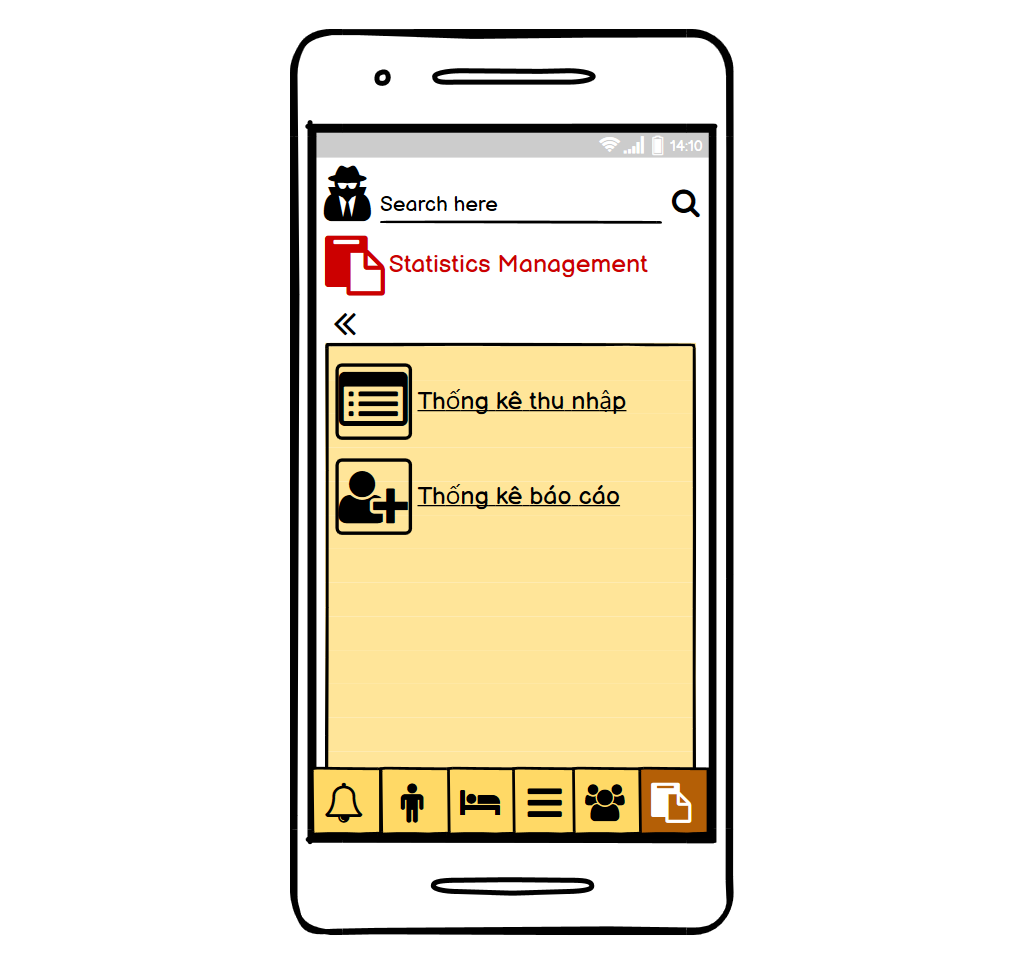 14:10
Search here
Statistics Management
Thống kê thu nhập
Thống kê báo cáo